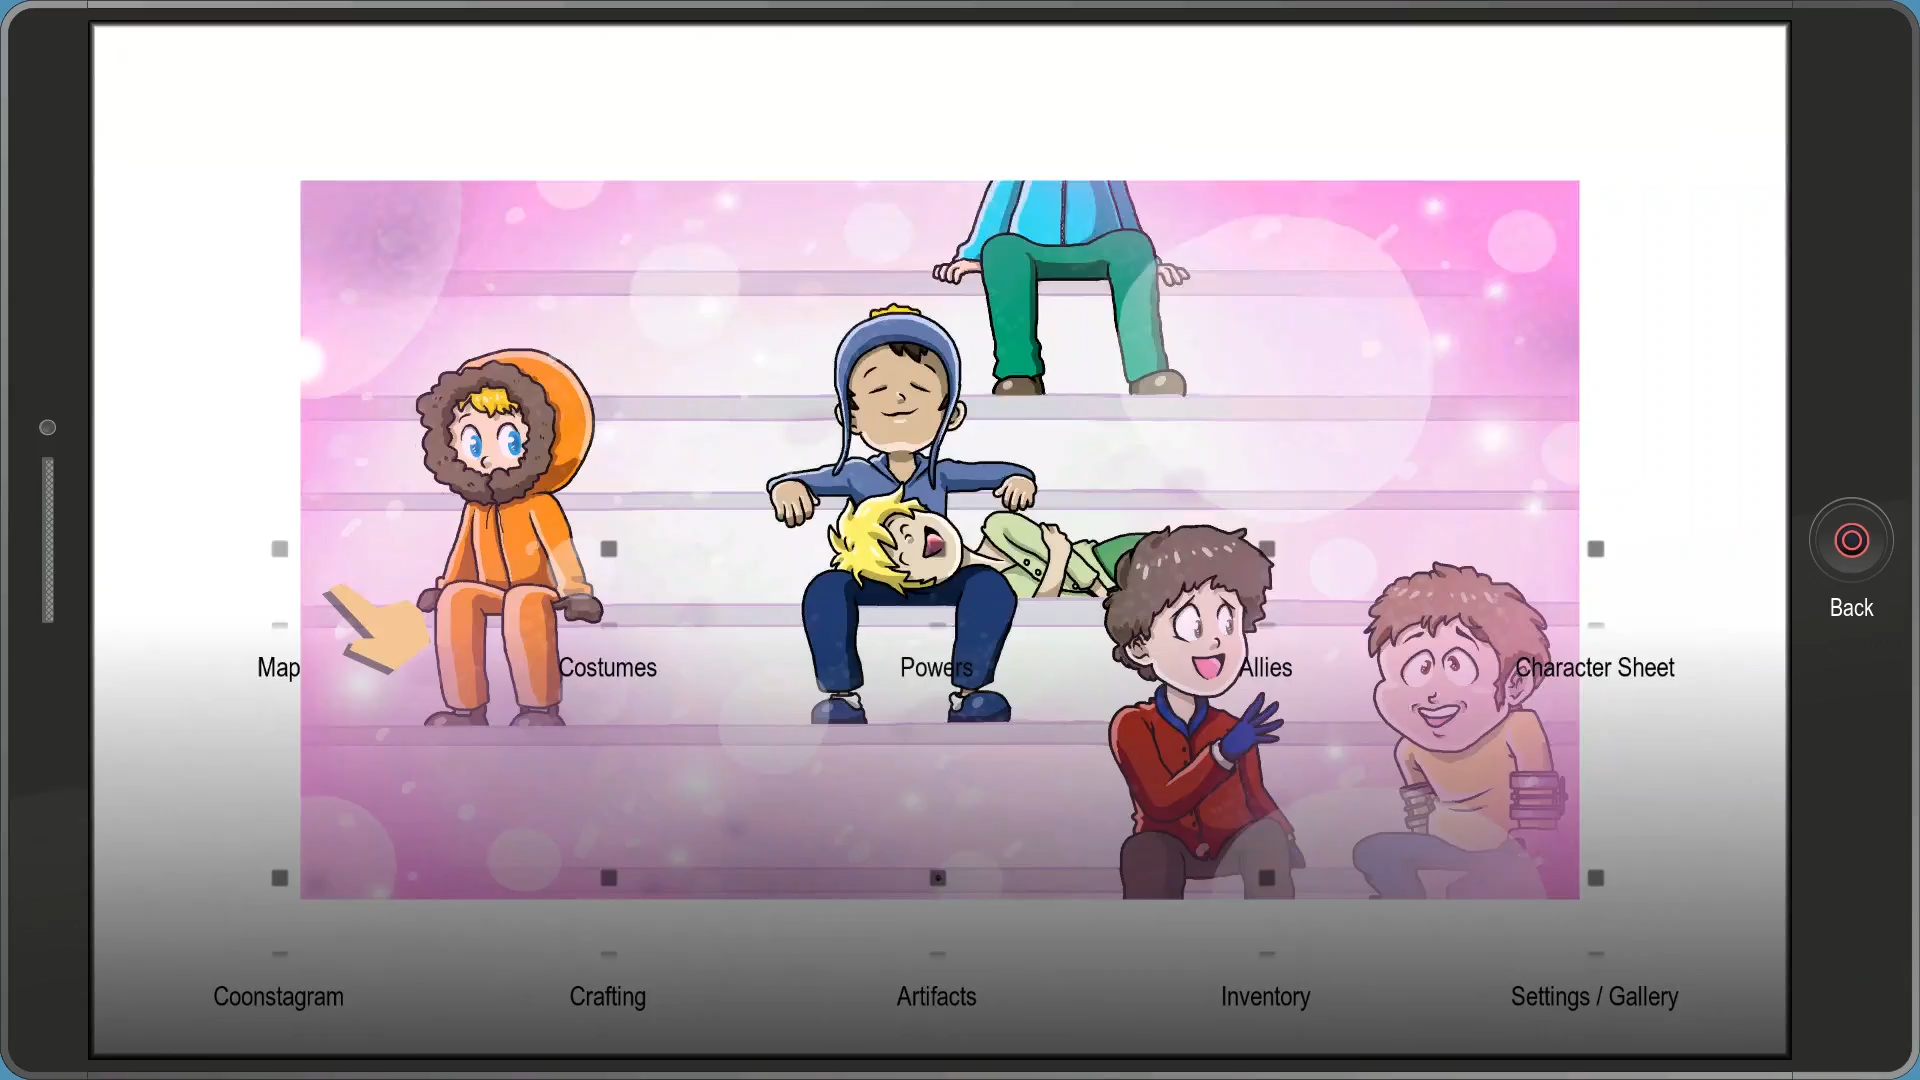 Back
Map
Costumes
Powers
Allies
Character Sheet
Coonstagram
Crafting
Artifacts
Inventory
Settings / Gallery